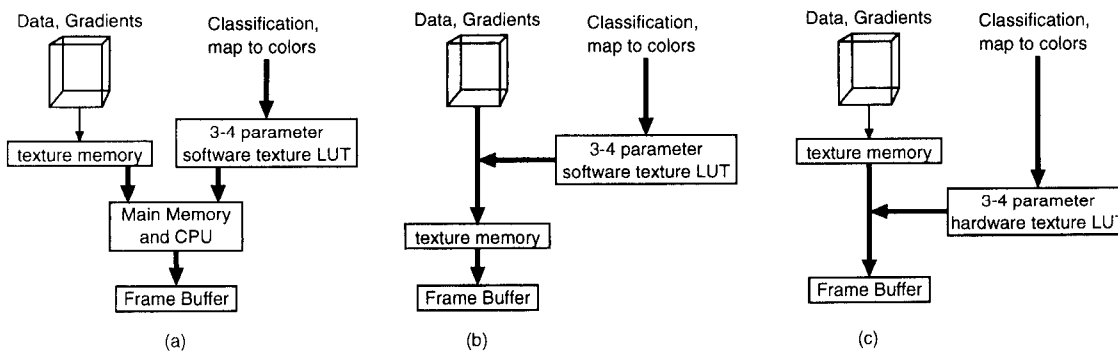 Data, Gradients
Classification,
map to colors
3-4 parameter
software texture LUT
texture memory
Main Memory
and CPU
Frame Buffer
(a)
Data, Gradients
Classification,
map to colors
3-4 parameter
software texture LUT
texture memory
Frame Buffer
(b)
Data, Gradients
Classification,
map to colors
texture memory
3-4 parameter
hardware texture LUT
Frame Buffer
(c)